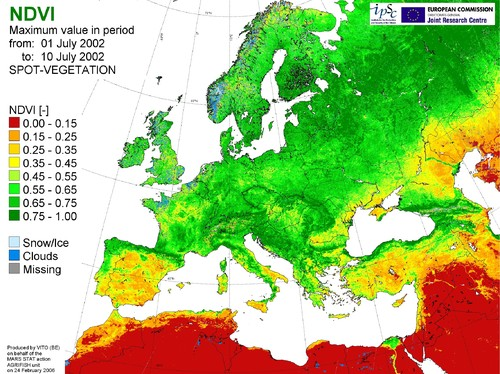 NDVI
Maximum value in period
from: 01 July 2002
to: 10 July 2002
SPOT-VEGETATION
ipsc
EUROPEAN COMMISSION
Joint Research Centre
NDVI [-]
0.00 - 0.15
0.15 - 0.25
0.25 - 0.35
0.35 - 0.45
0.45 - 0.55
0.55 - 0.65
0.65 - 0.75
0.75 - 1.00
Snow/Ice
Clouds
Missing
Produced by VITO (BE)
on behalf of the
MARS STAT action
AGRIFISH unit
on 24 February 2006